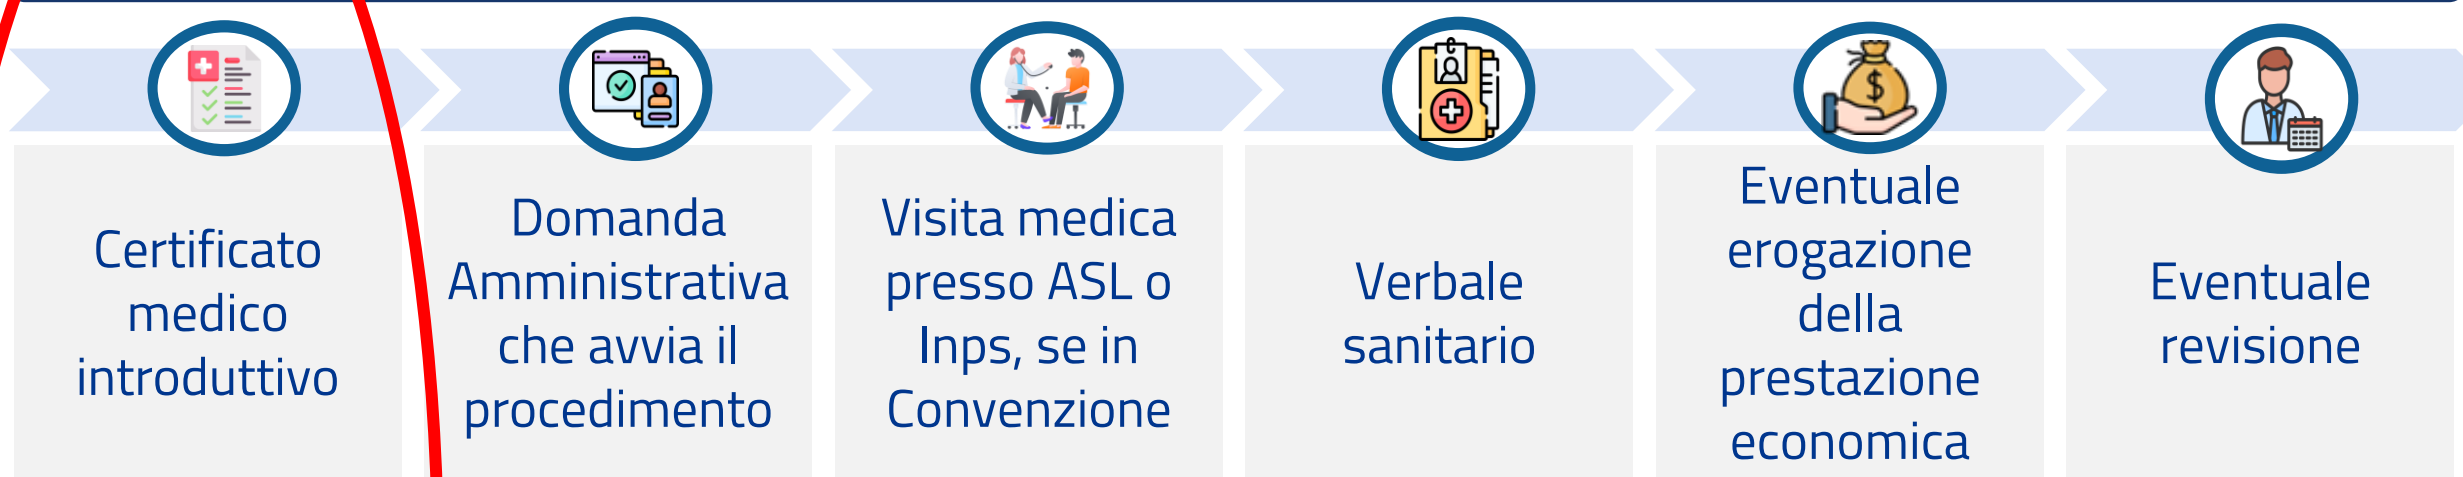 Certificato
medico
introduttivo
Domanda
Amministrativa
che avvia il
procedimento
Visita medica
presso ASL o
Inps, se in
Convenzione
Verbale
sanitario
Eventuale
erogazione
della
prestazione
economica
Eventuale
revisione